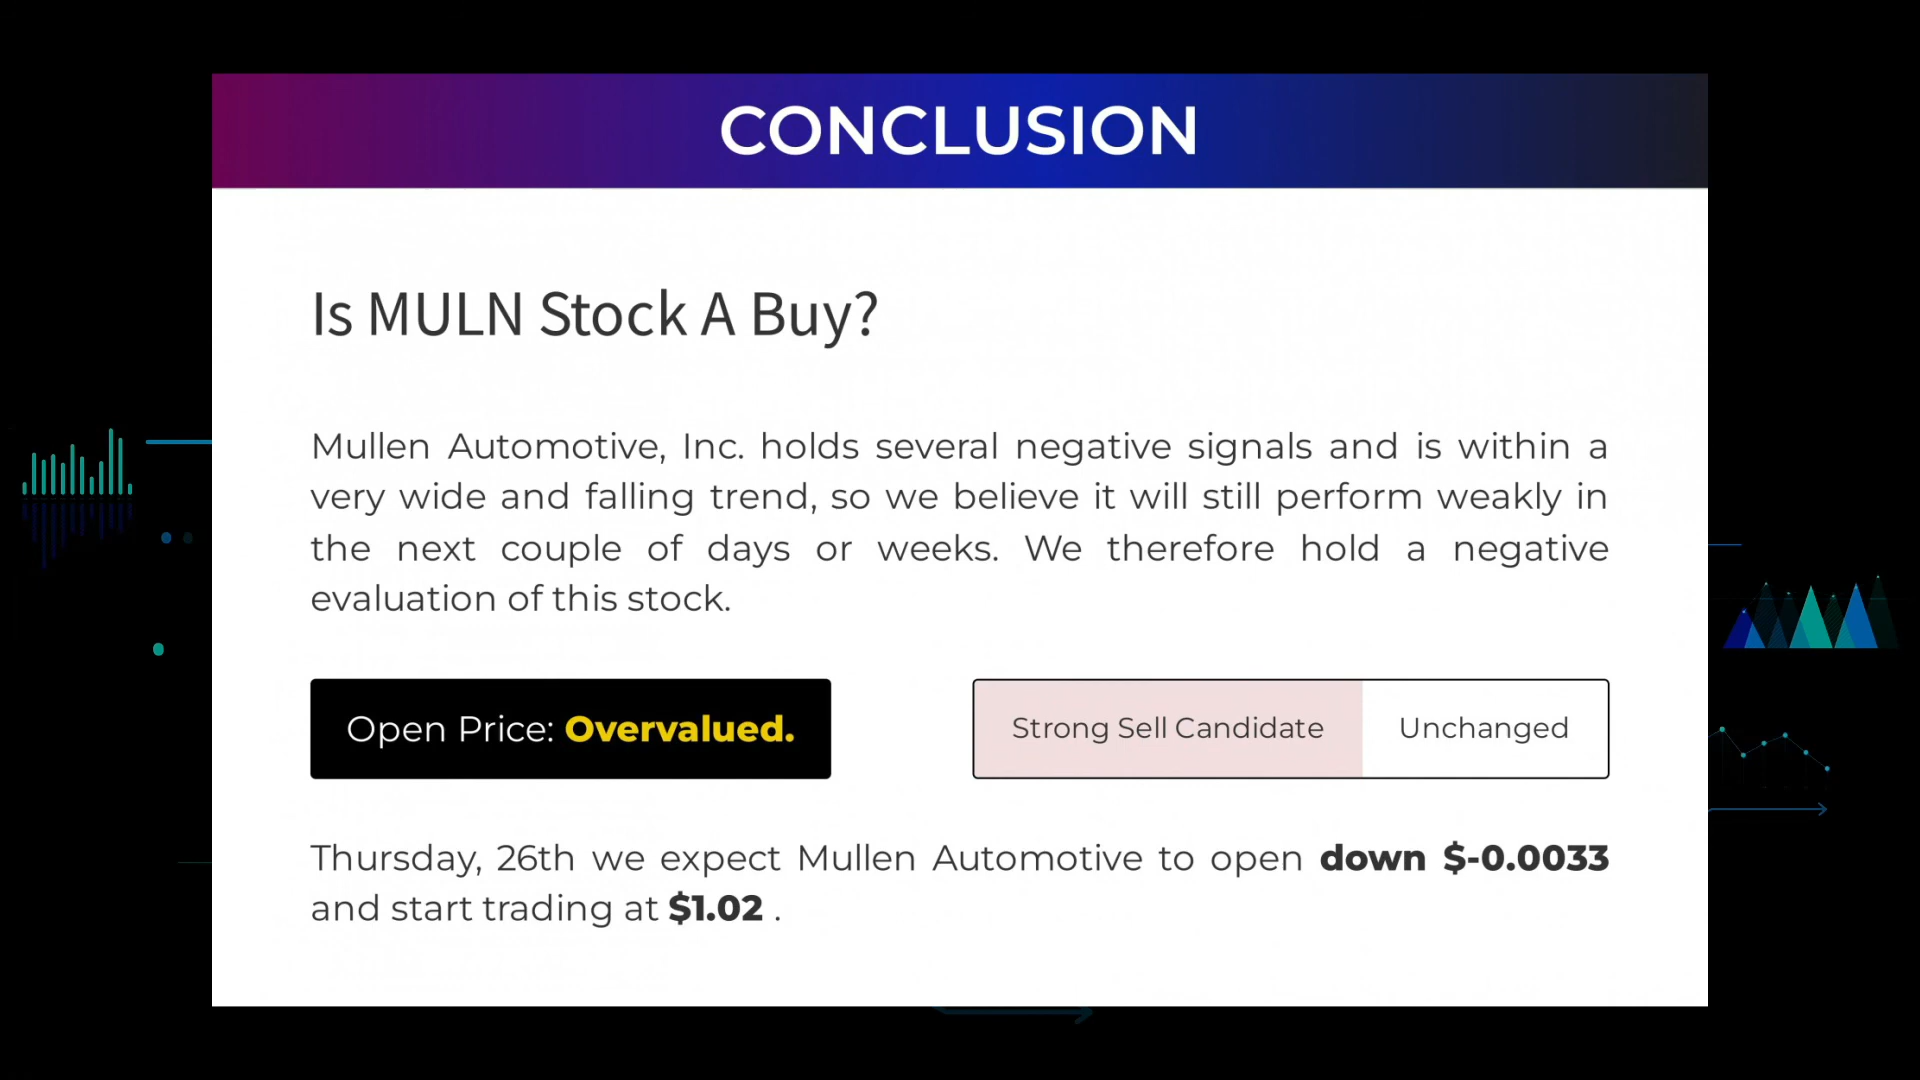 CONCLUSION
Is MULN Stock A Buy?
Mullen Automotive, Inc. holds several negative signals and is within a
very wide and falling trend, so we believe it will still perform weakly in
the next couple of days or weeks. We therefore hold a negative
evaluation of this stock.
Open Price: Overvalued.
Strong Sell Candidate
Unchanged
Thursday, 26th we expect Mullen Automotive to open down $-0.0033
and start trading at $1.02 .